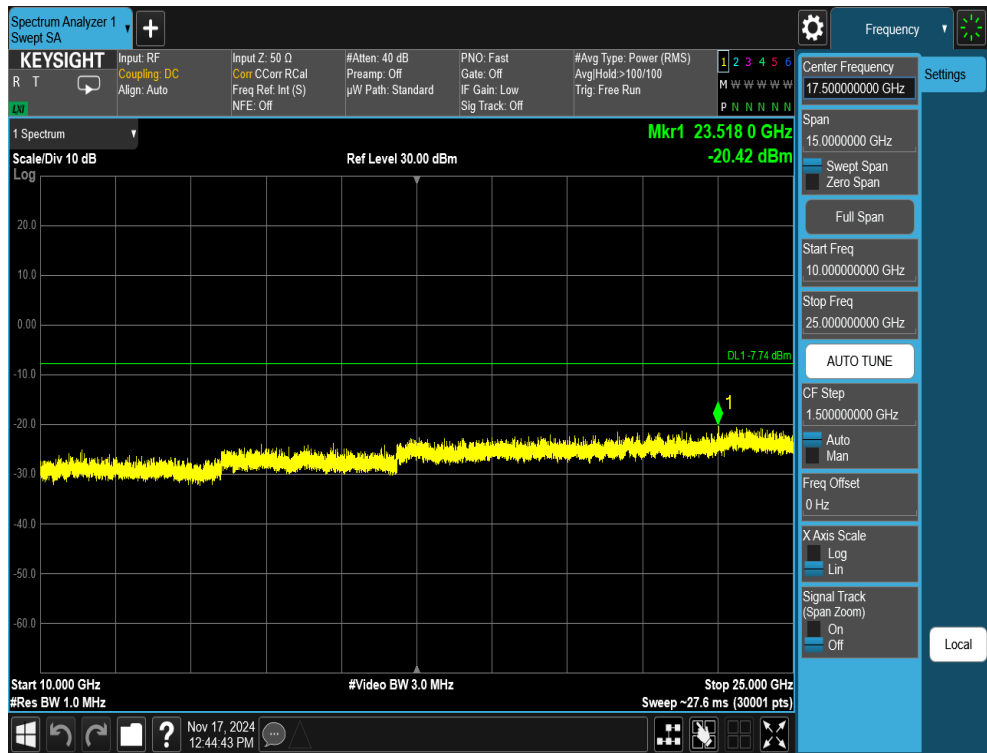 Spectrum Analyzer 1
Swept SA
+
Frequency
KEYSIGHT
R T
LXI
Input: RF
Coupling: DC
Align: Auto
Input Z: 50 Ω
Corr CCorr RCal
Freq Ref: Int (S)
NFE: Off
#Atten: 40 dB
Preamp: Off
µW Path: Standard
PNO: Fast
Gate: Off
IF Gain: Low
Sig Track: Off
#Avg Type: Power (RMS)
Avg|Hold:>100/100
Trig: Free Run
1 2 3 4 5 6
M W W W W W
P N N N N N
Center Frequency
17.500000000 GHz
Settings
Span
15.0000000 GHz
Swept Span
Zero Span
Full Span
Start Freq
10.000000000 GHz
Stop Freq
25.000000000 GHz
AUTO TUNE
CF Step
1.500000000 GHz
Auto
Man
Freq Offset
0 Hz
X Axis Scale
Log
Lin
Signal Track
(Span Zoom)
On
Off
Local
1 Spectrum
Mkr1 23.518 0 GHz
Scale/Div 10 dB
Ref Level 30.00 dBm
-20.42 dBm
Log
20.0
10.0
0.00
DL1 -7.74 dBm
-10.0
1
-20.0
-30.0
-40.0
-50.0
-60.0
Start 10.000 GHz
#Video BW 3.0 MHz
Stop 25.000 GHz
#Res BW 1.0 MHz
Sweep ~27.6 ms (30001 pts)
?
Nov 17, 2024
12:44:43 PM